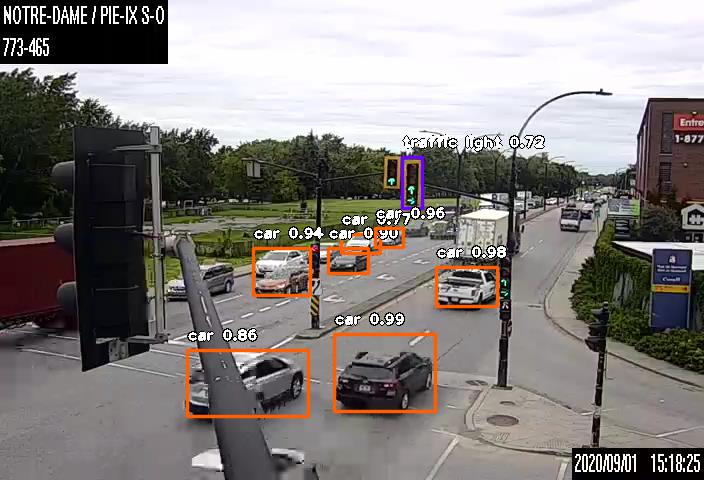 NOTRE-DAME / PIE-IX S-O
773-465
traffic light 0.72
car 0.96
car 0.94
car 0.90
car 0.98
car 0.86
car 0.99
Entre
1-877
2020/09/01 15:18:25